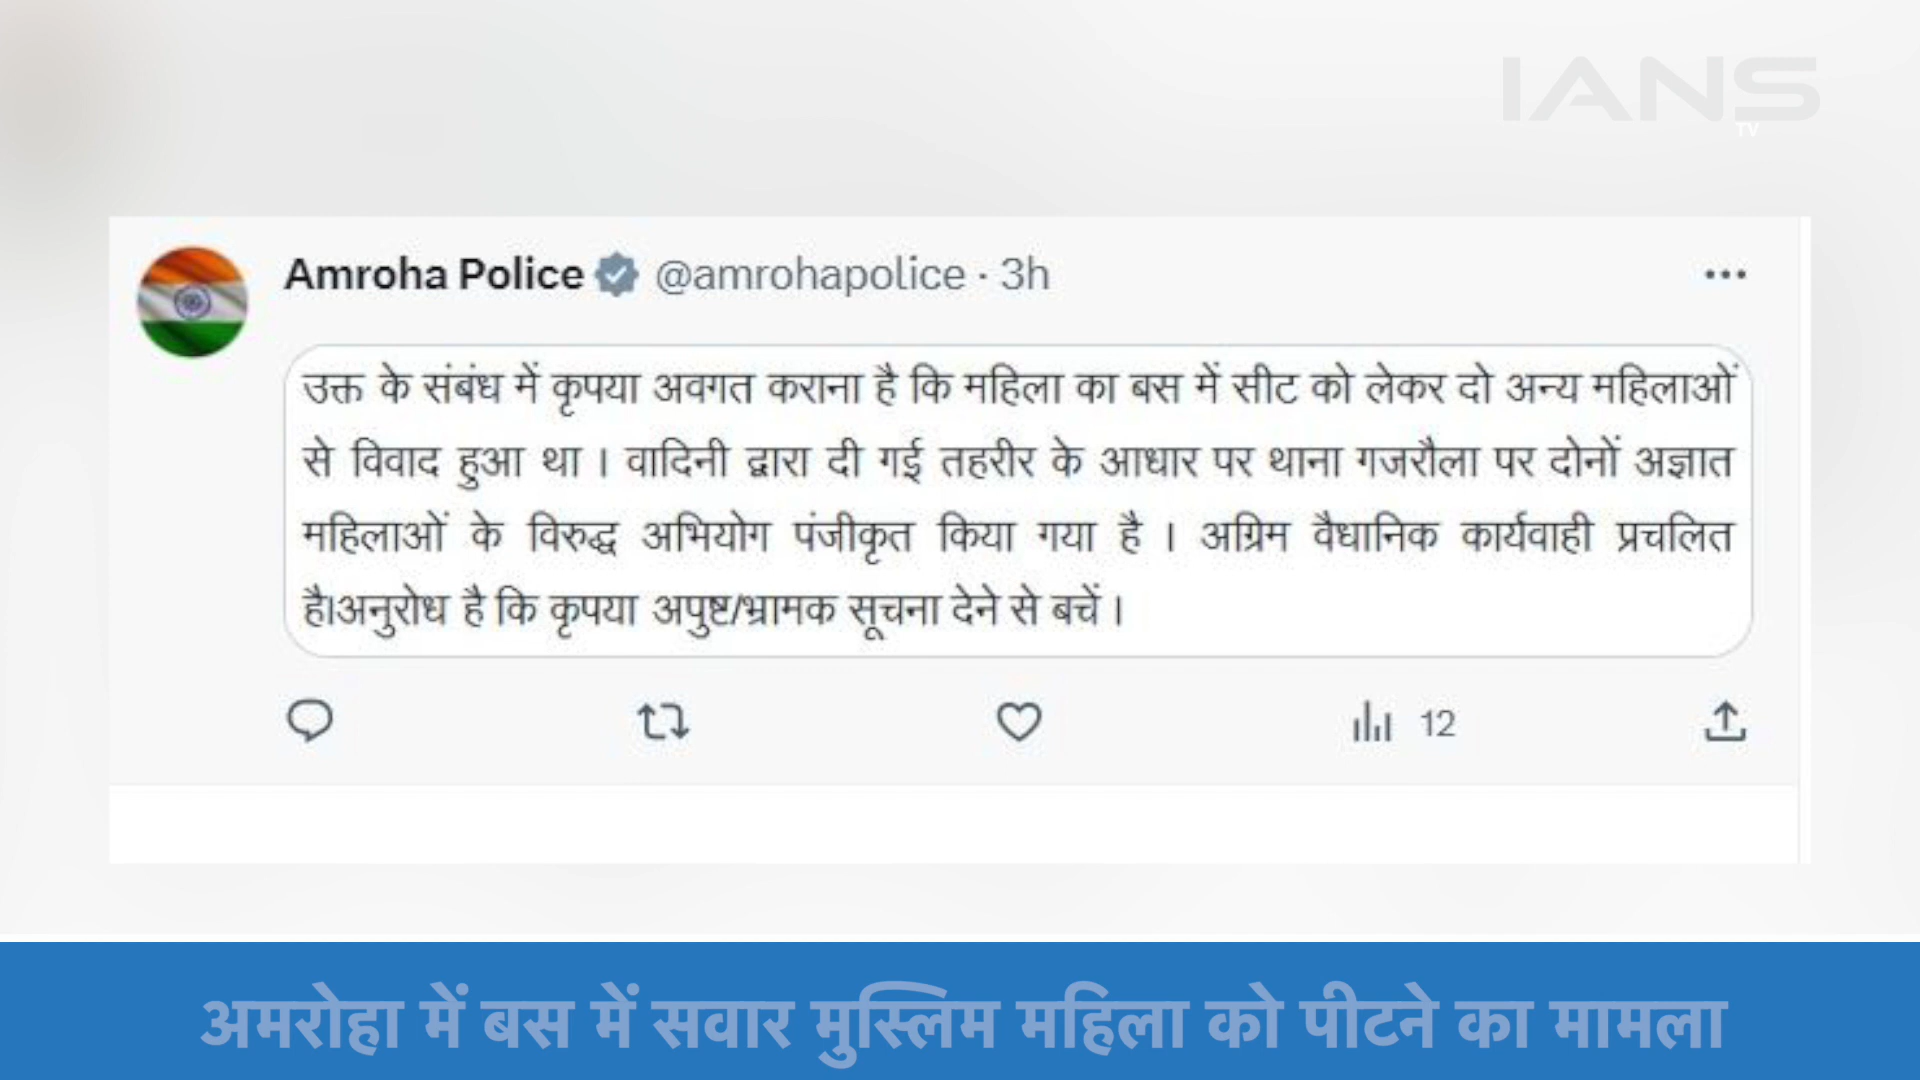 IANS
TV
Amroha Police @amrohapolice · 3h
उक्त के संबंध में कृपया अवगत कराना है कि महिला का बस में सीट को लेकर दो अन्य महिलाओं
से विवाद हुआ था । वादिनी द्वारा दी गई तहरीर के आधार पर थाना गजरौला पर दोनों अज्ञात
महिलाओं के विरुद्ध अभियोग पंजीकृत किया गया है । अग्रिम वैधानिक कार्यवाही प्रचलित
है।अनुरोध है कि कृपया अपुष्ट/भ्रामक सूचना देने से बचें ।
12
अमरोहा में बस में सवार मुस्लिम महिला को पीटने का मामला